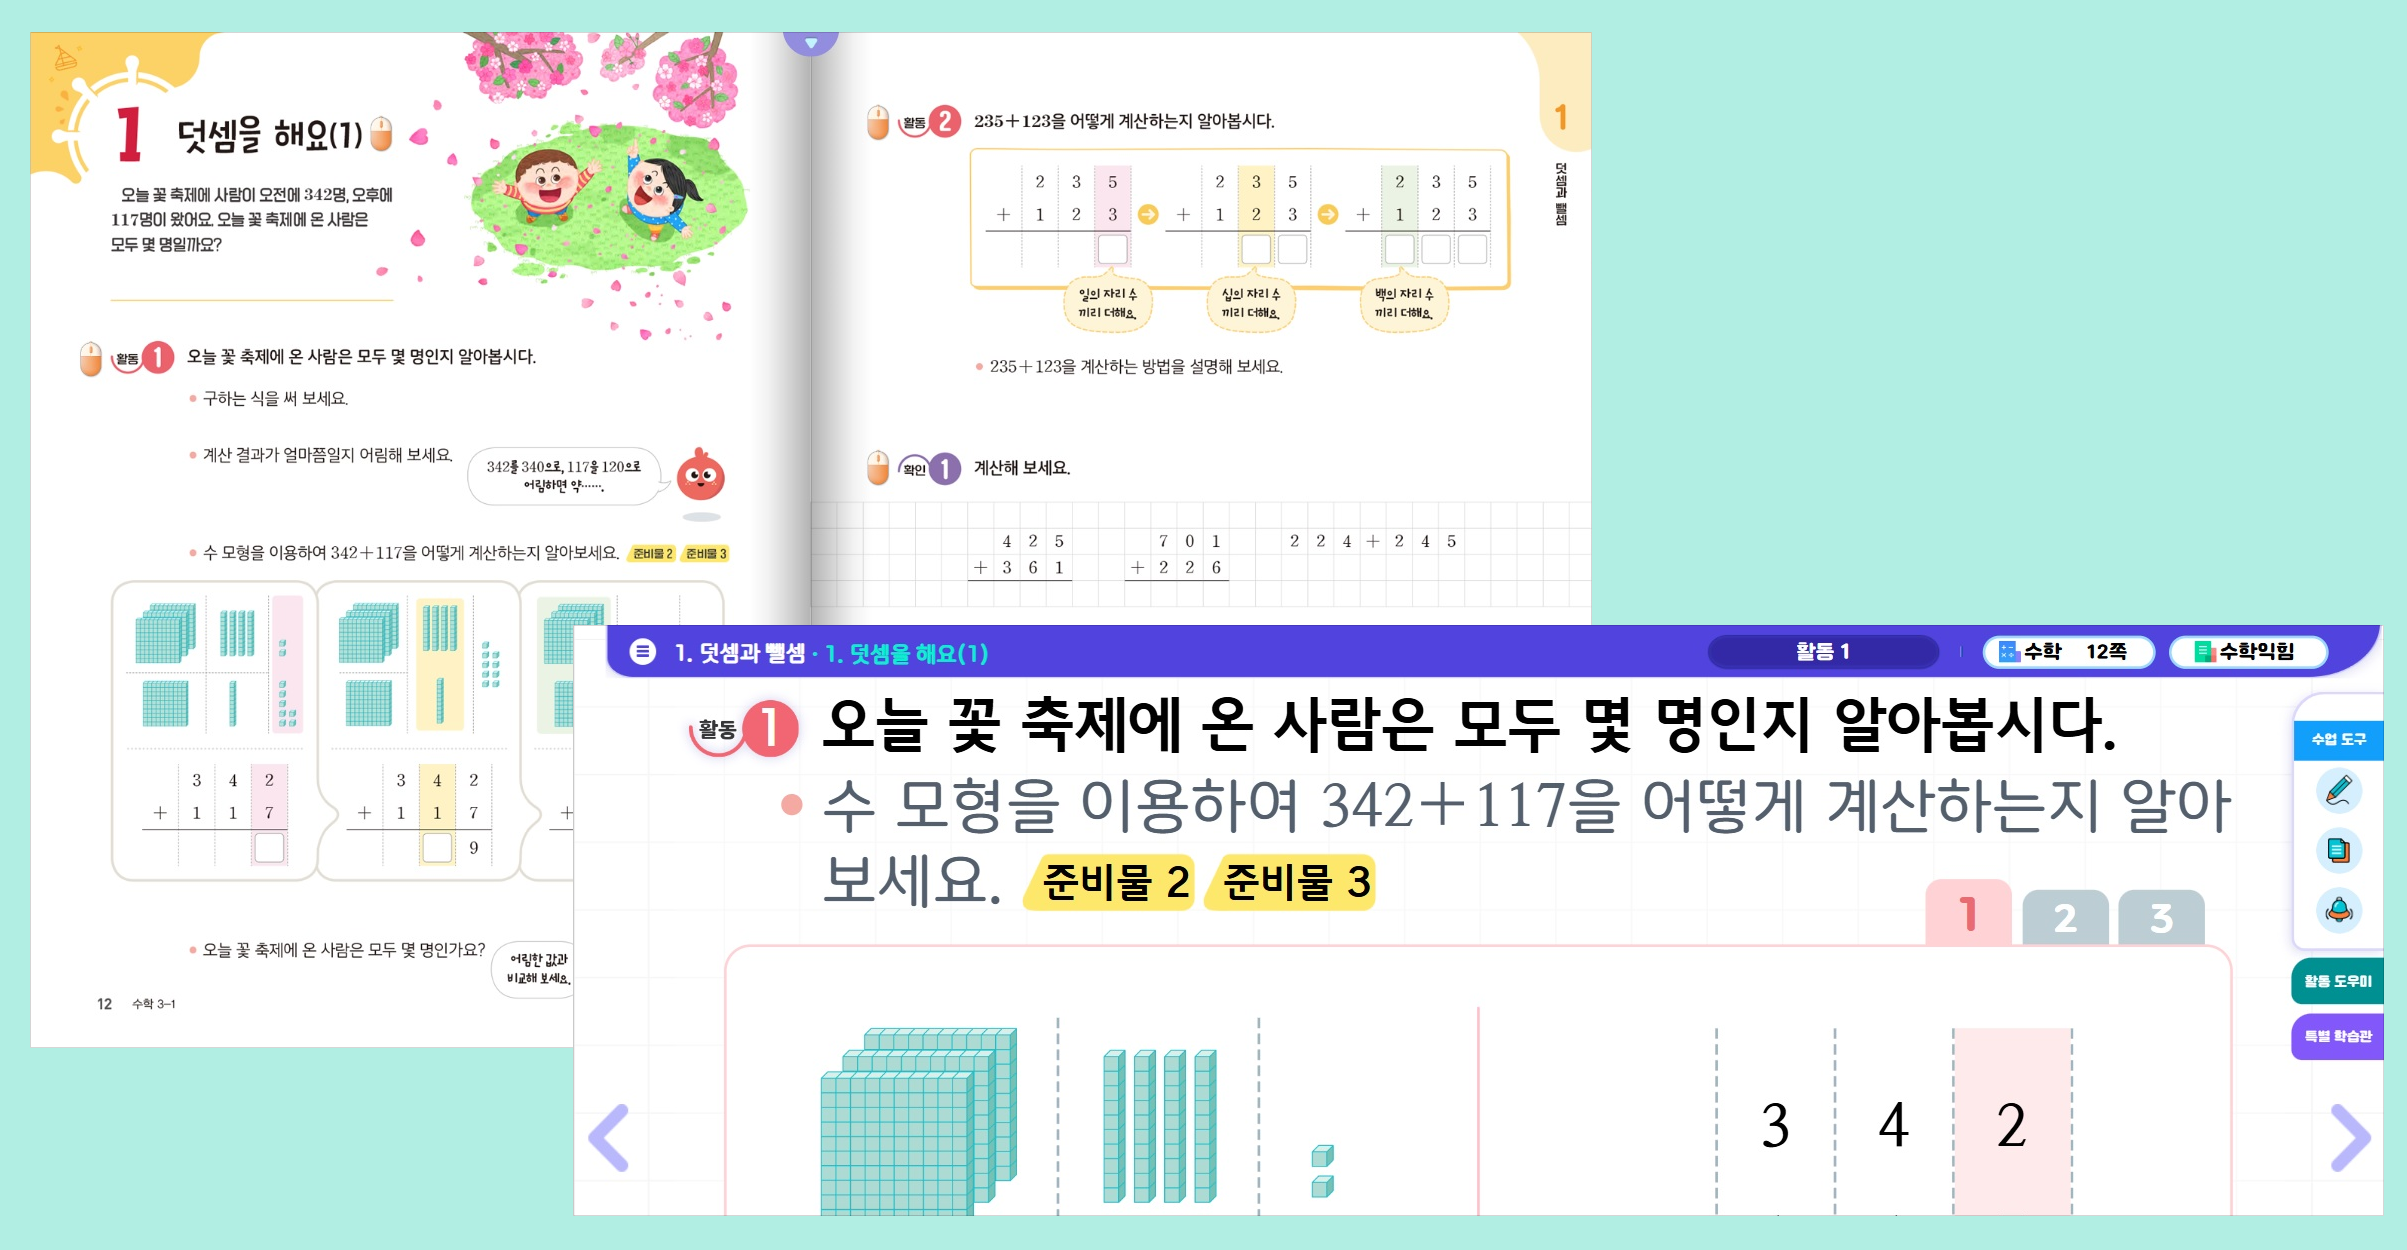 1 덧셈을 해요(1)
오늘 꽃 축제에 사람이 오전에 342명, 오후에
117명이 왔어요. 오늘 꽃 축제에 온 사람은
모두 몇 명일까요?
활동 1 오늘 꽃 축제에 온 사람은 모두 몇 명인지 알아봅시다.
• 구하는 식을 써 보세요.
• 계산 결과가 얼마쯤일지 어림해 보세요.
342를 340으로, 117을 120으로
어림하면 약……
• 수 모형을 이용하여 342+117을 어떻게 계산하는지 알아보세요. 준비물 2 준비물 3
3 4 2
+ 1 1 7
3 4 2
+ 1 1 7
9
+
• 오늘 꽃 축제에 온 사람은 모두 몇 명인가요?
어림한 값과
비교해 보세요.
12 수학 3–1
활동 2 235+123을 어떻게 계산하는지 알아봅시다.
2 3 5
+ 1 2 3
일의 자리 수
끼리 더해요.
2 3 5
+ 1 2 3
십의 자리 수
끼리 더해요.
2 3 5
+ 1 2 3
백의 자리 수
끼리 더해요.
• 235+123을 계산하는 방법을 설명해 보세요.
확인 1 계산해 보세요.
4 2 5
+ 3 6 1
7 0 1
+ 2 2 6
2 2 4 + 2 4 5
1
덧셈과 뺄셈
1. 덧셈과 뺄셈 · 1. 덧셈을 해요(1)
활동 1
수학 12쪽
수학익힘
활동 1 오늘 꽃 축제에 온 사람은 모두 몇 명인지 알아봅시다.
• 수 모형을 이용하여 342+117을 어떻게 계산하는지 알아
보세요. 준비물 2 준비물 3
1 2 3
3 4 2
수업 도구
활동 도우미
특별 학습관